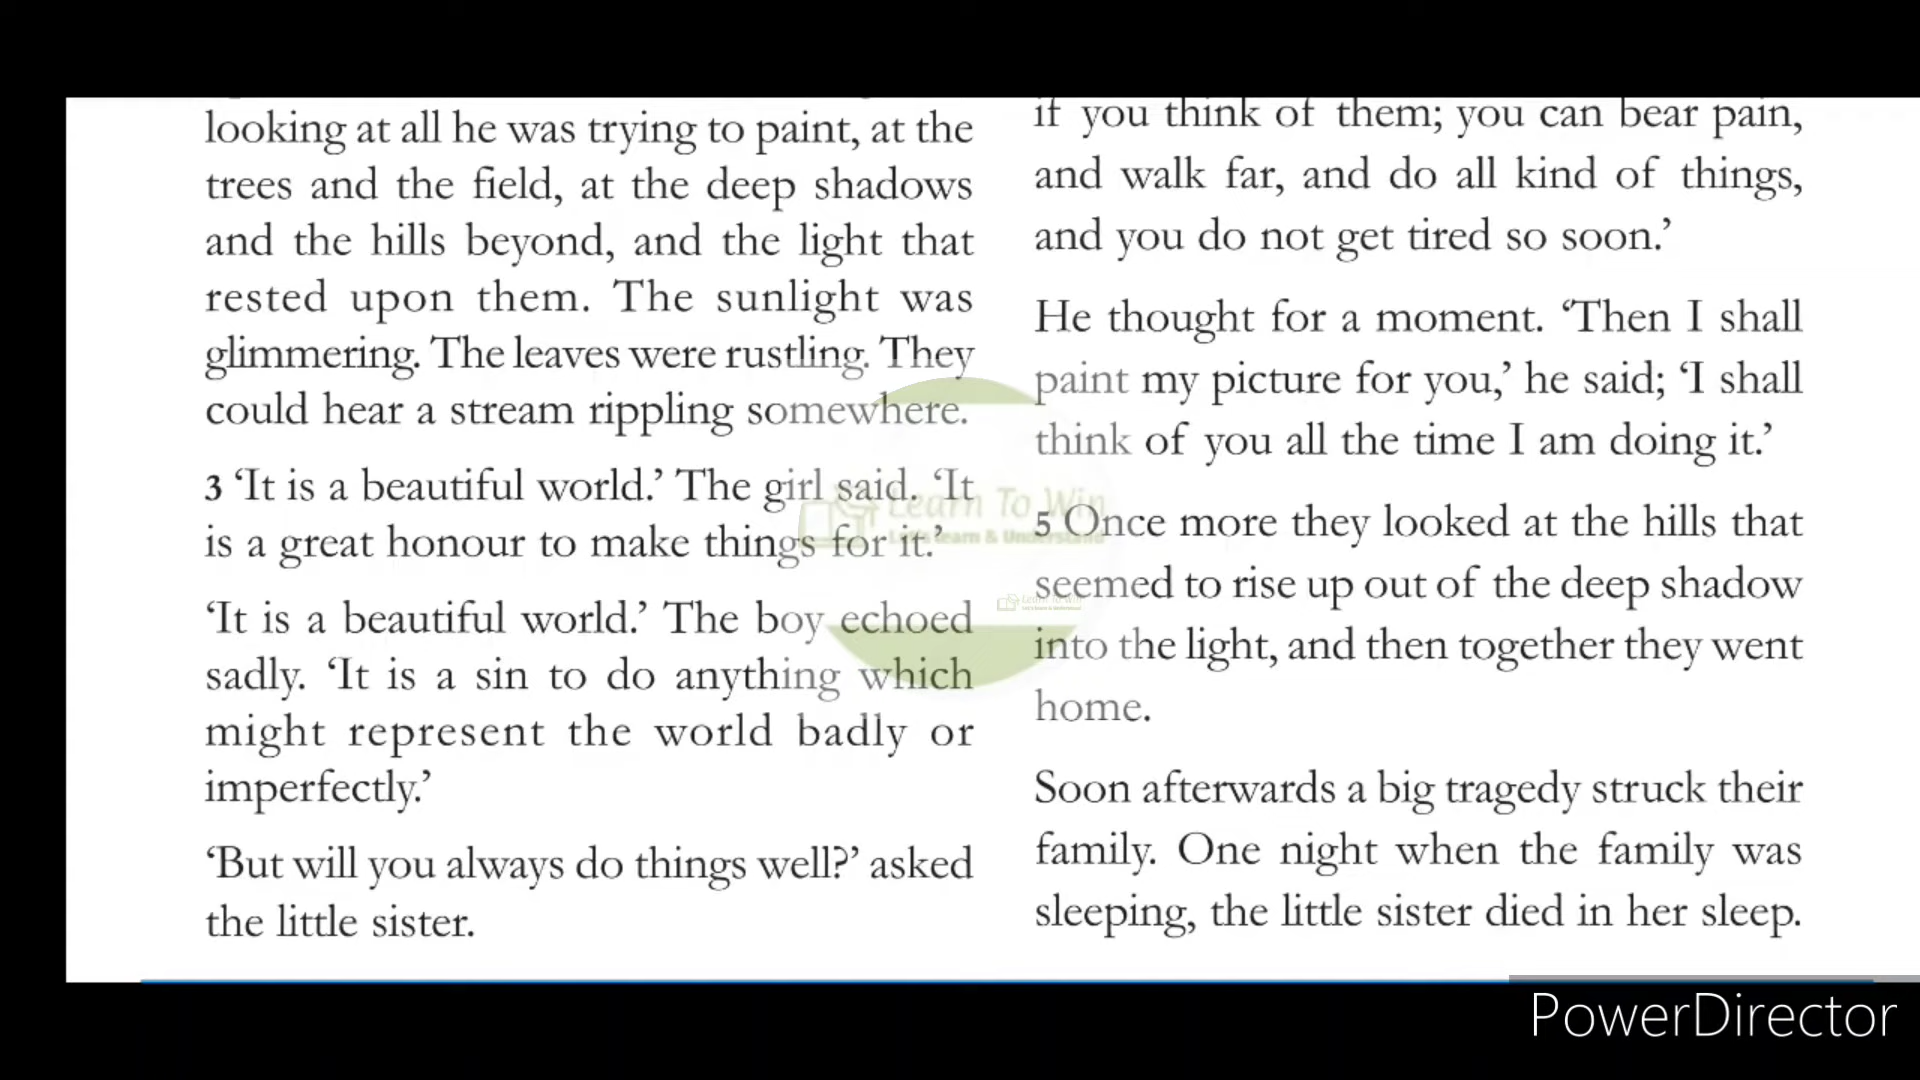 looking at all he was trying to paint, at the
trees and the field, at the deep shadows
and the hills beyond, and the light that
rested upon them. The sunlight was
glimmering. The leaves were rustling. They
could hear a stream rippling somewhere.
3 ‘It is a beautiful world.’ The girl said. ‘It
is a great honour to make things for it.’
‘It is a beautiful world.’ The boy echoed
sadly. ‘It is a sin to do anything which
might represent the world badly or
imperfectly.’
‘But will you always do things well?’ asked
the little sister.
if you think of them; you can bear pain,
and walk far, and do all kind of things,
and you do not get tired so soon.’
He thought for a moment. ‘Then I shall
paint my picture for you,’ he said; ‘I shall
think of you all the time I am doing it.’
5 Once more they looked at the hills that
seemed to rise up out of the deep shadow
into the light, and then together they went
home.
Soon afterwards a big tragedy struck their
family. One night when the family was
sleeping, the little sister died in her sleep.
Learn To Win
Let's learn & Understand
Learn To Win
Let's learn & Understand
PowerDirector